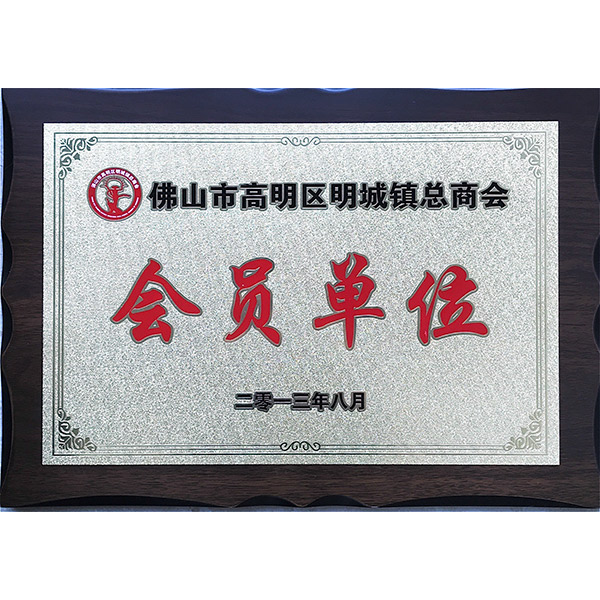 佛山市高明区明城镇总商会
会员单位
二零一三年八月